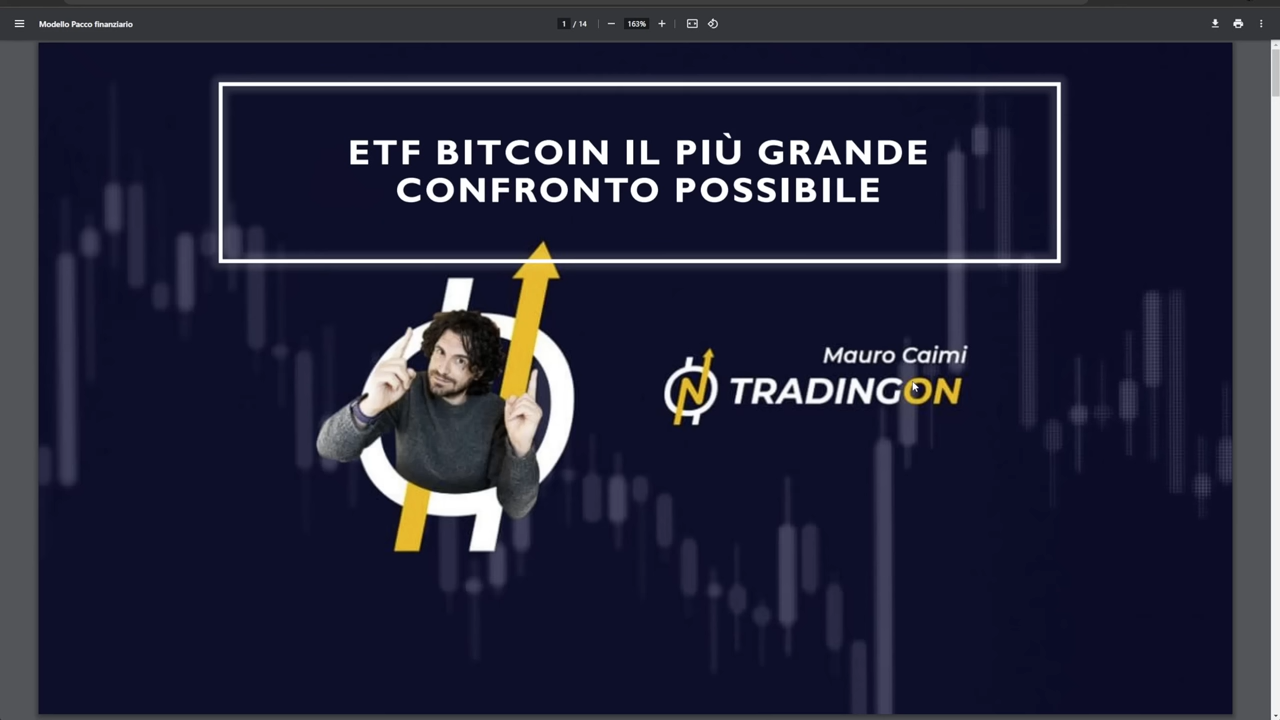 Modello Pacco finanziario
1 / 14
163%
ETF BITCOIN IL PIÙ GRANDE
CONFRONTO POSSIBILE
Mauro Caimi
TRADINGON